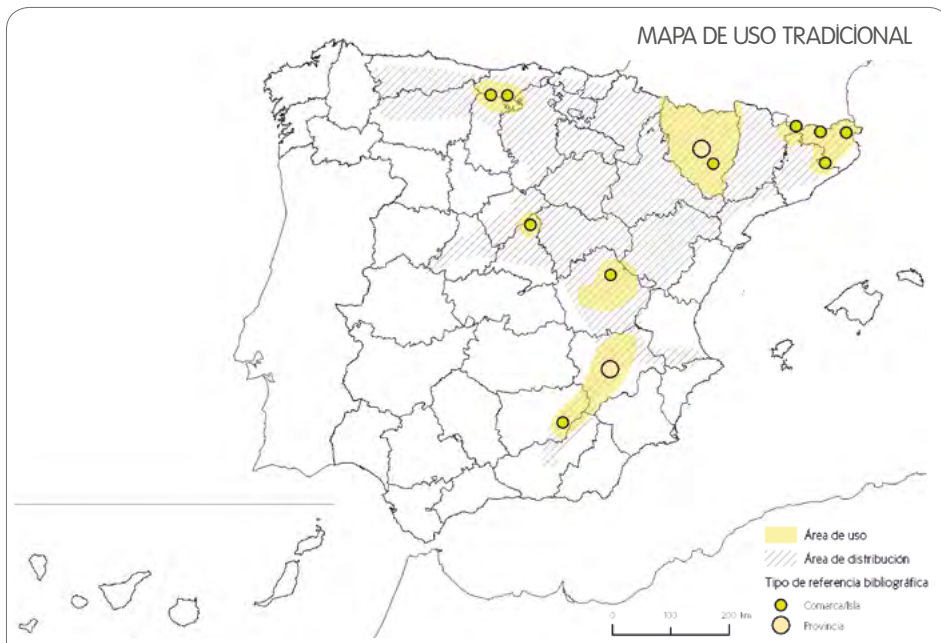 MAPA DE USO TRADICIONAL
Área de uso
Área de distribución
Tipo de referencia bibliográfica
Comarca/Isla
Provincia
0 100 200 km